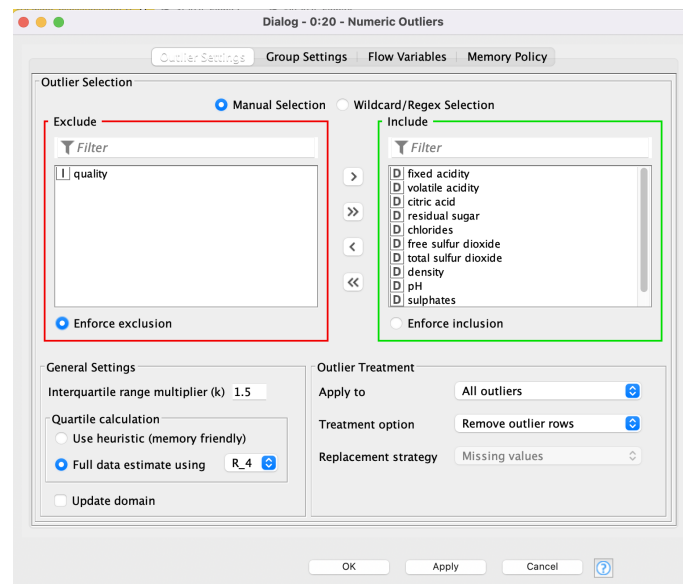 Dialog - 0:20 - Numeric Outliers
Outlier Settings Group Settings Flow Variables Memory Policy
Outlier Selection
Manual Selection Wildcard/Regex Selection
Exclude
Filter
I quality
Enforce exclusion
>
>>
<
<<
Include
Filter
D fixed acidity
D volatile acidity
D citric acid
D residual sugar
D chlorides
D free sulfur dioxide
D total sulfur dioxide
D density
D pH
D sulphates
Enforce inclusion
General Settings
Interquartile range multiplier (k) 1.5
Quartile calculation
Use heuristic (memory friendly)
Full data estimate using R_4
Update domain
Outlier Treatment
Apply to All outliers
Treatment option Remove outlier rows
Replacement strategy Missing values
OK Apply Cancel ?